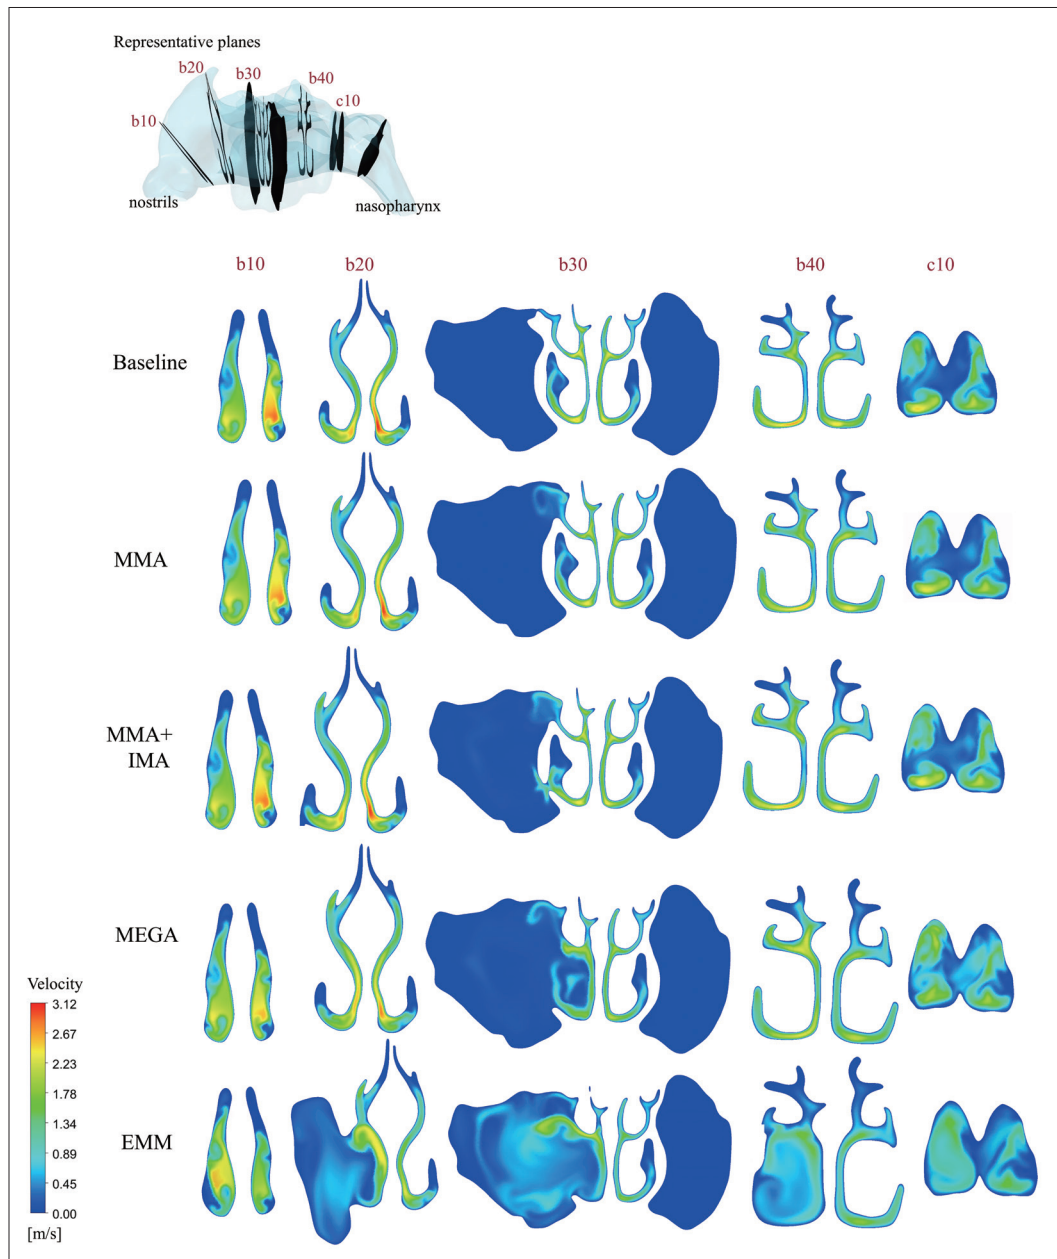 Representative planes
b20
b30
b40
c10
b10
nostrils
nasopharynx
b10
b20
b30
b40
c10
Baseline
MMA
MMA+
IMA
MEGA
EMM
Velocity
3.12
2.67
2.23
1.78
1.34
0.89
0.45
0.00
[m/s]